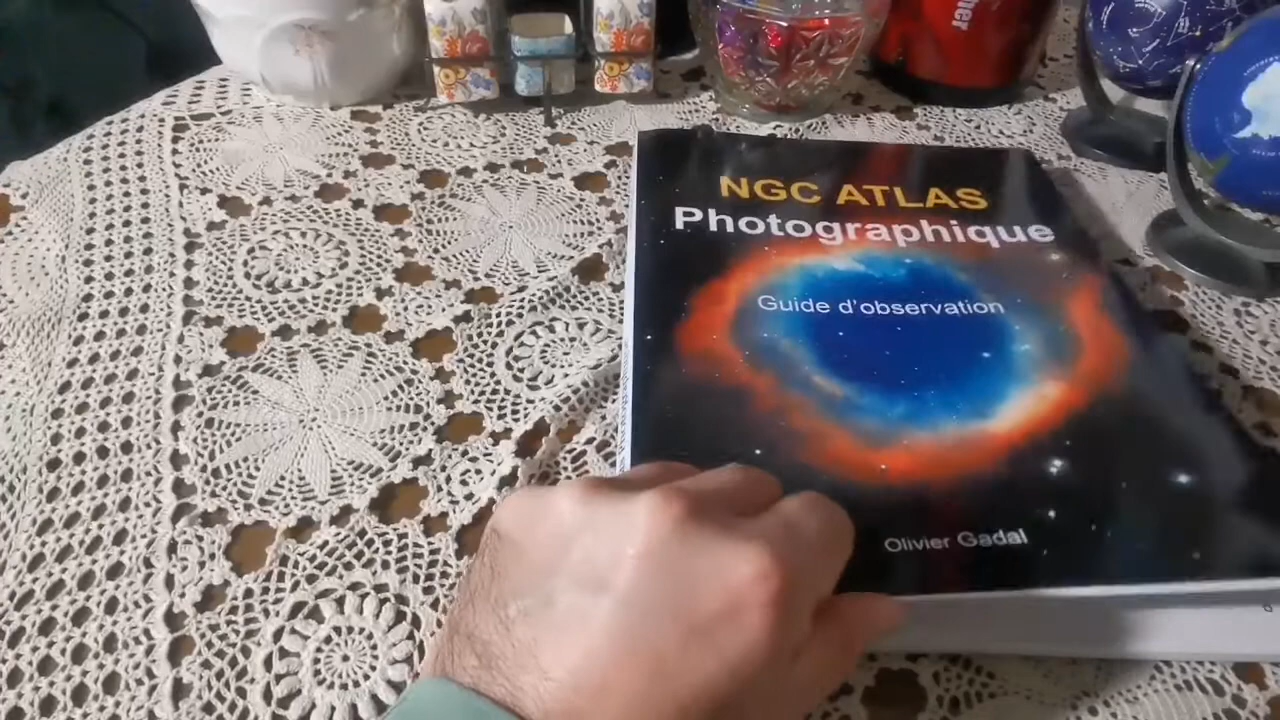 NGC ATLAS
Photographique
Guide d'observation
Olivier Gadal